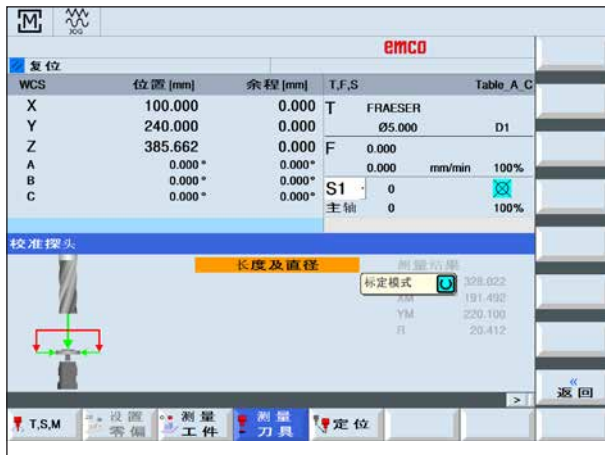 M JOG
emco
复位
WCS 位置 [mm] 余程 [mm] T,F,S Table_A_C
X 100.000 0.000 T FRAESER
Y 240.000 0.000 Ø5.000 D1
Z 385.662 0.000 F 0.000
A 0.000° 0.000° 0.000 mm/min 100%
B 0.000° 0.000° S1 0
C 0.000° 0.000° 主轴 0 100%
校准探头
长度及直径 测量结果
标定模式 328.022
XM 191.492
YM 220.100
R 20.412
« 返回
>
T,S,M 设置零偏 测量工件 测量刀具 定位